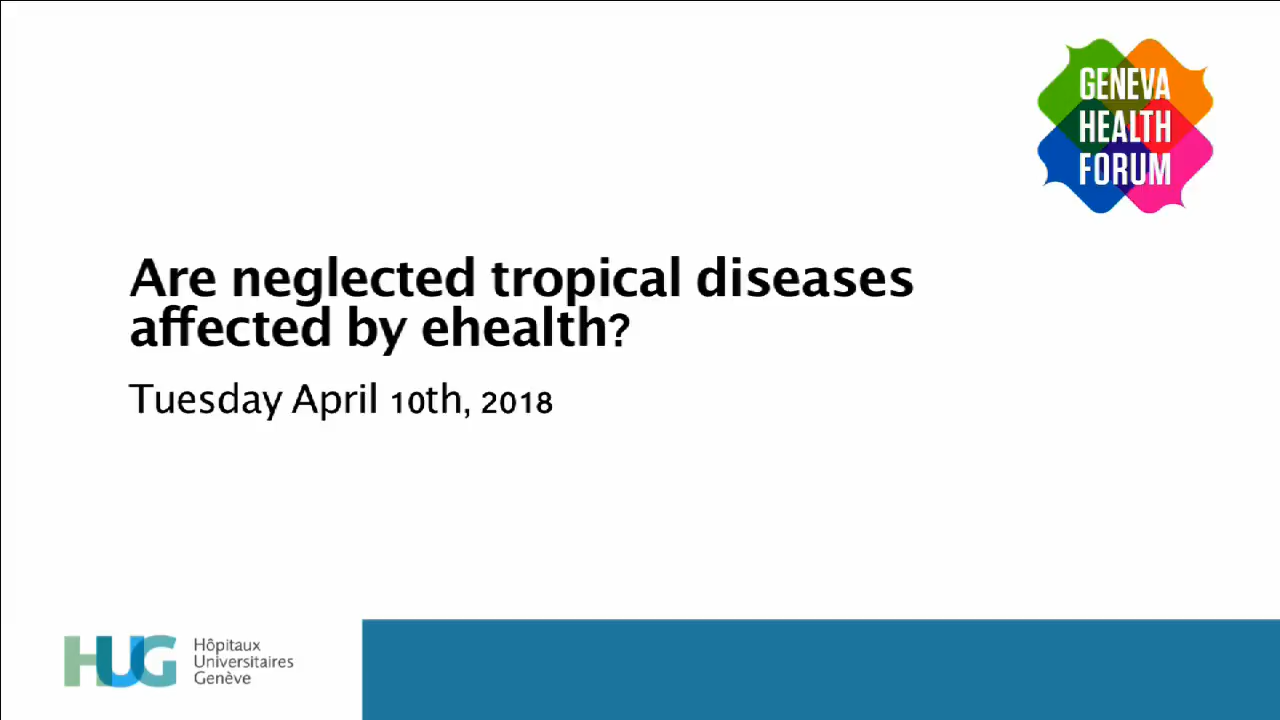 GENEVA
HEALTH
FORUM
Are neglected tropical diseases
affected by ehealth?
Tuesday April 10th, 2018
HUG
Hôpitaux
Universitaires
Genève